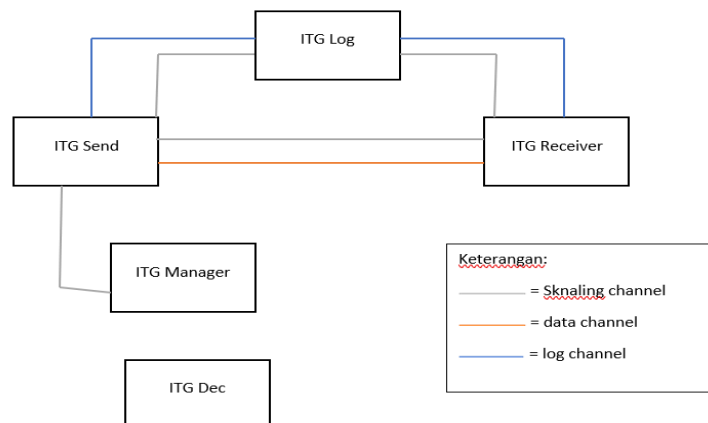 ITG Log
ITG Send
ITG Receiver
ITG Manager
Keterangan:
= Sknaling channel
= data channel
= log channel
ITG Dec